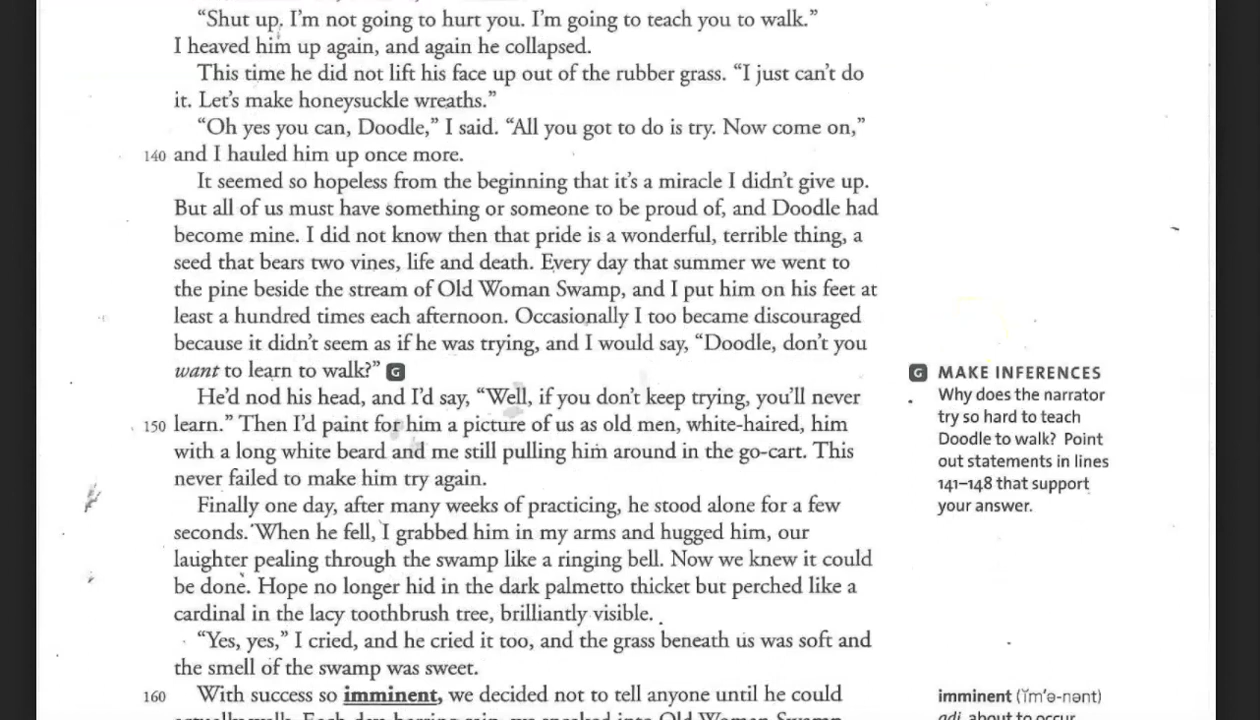 “Shut up. I’m not going to hurt you. I’m going to teach you to walk.”
I heaved him up again, and again he collapsed.
This time he did not lift his face up out of the rubber grass. “I just can’t do
it. Let’s make honeysuckle wreaths.”
“Oh yes you can, Doodle,” I said. “All you got to do is try. Now come on,”
140 and I hauled him up once more.
It seemed so hopeless from the beginning that it’s a miracle I didn’t give up.
But all of us must have something or someone to be proud of, and Doodle had
become mine. I did not know then that pride is a wonderful, terrible thing, a
seed that bears two vines, life and death. Every day that summer we went to
the pine beside the stream of Old Woman Swamp, and I put him on his feet at
least a hundred times each afternoon. Occasionally I too became discouraged
because it didn’t seem as if he was trying, and I would say, “Doodle, don’t you
want to learn to walk?” G
He’d nod his head, and I’d say, “Well, if you don’t keep trying, you’ll never
150 learn.” Then I’d paint for him a picture of us as old men, white-haired, him
with a long white beard and me still pulling him around in the go-cart. This
never failed to make him try again.
Finally one day, after many weeks of practicing, he stood alone for a few
seconds. When he fell, I grabbed him in my arms and hugged him, our
laughter pealing through the swamp like a ringing bell. Now we knew it could
be done. Hope no longer hid in the dark palmetto thicket but perched like a
cardinal in the lacy toothbrush tree, brilliantly visible.
“Yes, yes,” I cried, and he cried it too, and the grass beneath us was soft and
the smell of the swamp was sweet.
160 With success so imminent, we decided not to tell anyone until he could
G MAKE INFERENCES
Why does the narrator
try so hard to teach
Doodle to walk? Point
out statements in lines
141–148 that support
your answer.
imminent (ĭm’ə-nənt)
adj. about to occur